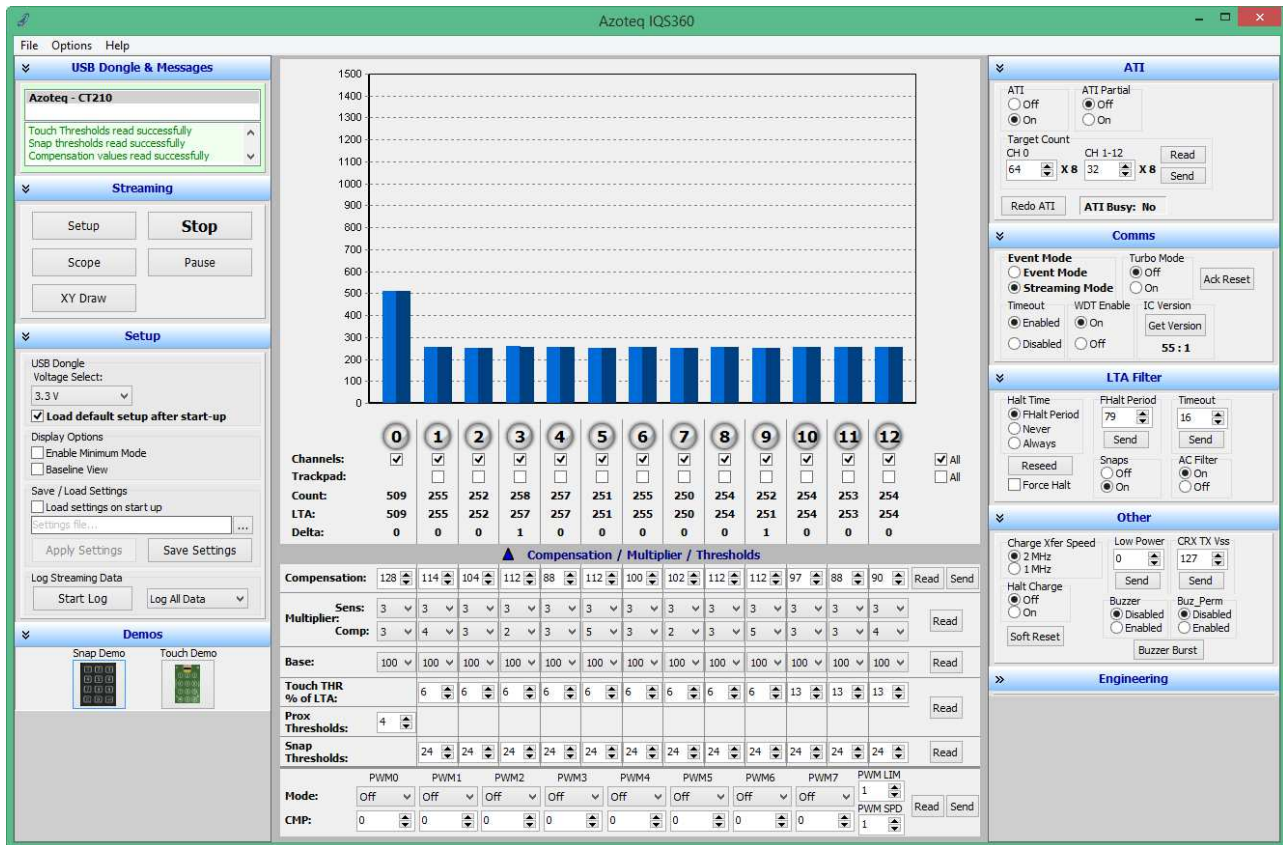 Azoteq IQS360
File Options Help
USB Dongle & Messages
Azoteq - CT210
Touch Thresholds read successfully
Snap thresholds read successfully
Compensation values read successfully
Streaming
Setup Stop
Scope Pause
XY Draw
Setup
USB Dongle
Voltage Select:
3.3 V
Load default setup after start-up
Display Options
Enable Minimum Mode
Baseline View
Save / Load Settings
Load settings on start up
Settings file... ...
Apply Settings Save Settings
Log Streaming Data
Start Log Log All Data
Demos
Snap Demo Touch Demo
1500
1400
1300
1200
1100
1000
900
800
700
600
500
400
300
200
100
0
0 1 2 3 4 5 6 7 8 9 10 11 12
Channels: All
Trackpad: All
Count: 509 255 252 258 257 251 255 250 254 252 254 253 254
LTA: 509 255 252 257 257 251 255 250 254 251 254 253 254
Delta: 0 0 0 1 0 0 0 0 0 1 0 0 0
Compensation / Multiplier / Thresholds
Compensation: 128 114 104 112 88 112 100 102 112 112 97 88 90 Read Send
Multiplier:
Sens: 3 3 3 3 3 3 3 3 3 3 3 3 3
Comp: 3 4 3 2 3 5 3 2 3 5 3 3 4
Read
Base: 100 100 100 100 100 100 100 100 100 100 100 100 100 Read
Touch THR
% of LTA: 6 6 6 6 6 6 6 6 6 13 13 13
Read
Prox
Thresholds: 4
Snap
Thresholds: 24 24 24 24 24 24 24 24 24 24 24 24 Read
PWM0 PWM1 PWM2 PWM3 PWM4 PWM5 PWM6 PWM7 PWM LIM
Mode: Off Off Off Off Off Off Off Off 1
PWM SPD
CMP: 0 0 0 0 0 0 0 0 1
Read Send
ATI
ATI ATI Partial
Off Off
On On
Target Count
CH 0 CH 1-12
64 X 8 32 X 8
Read
Send
Redo ATI ATI Busy: No
Comms
Event Mode Turbo Mode
Event Mode Off
Streaming Mode On
Ack Reset
Timeout WDT Enable IC Version
Enabled On Get Version
Disabled Off 55 : 1
LTA Filter
Halt Time FHalt Period Timeout
FHalt Period 79 16
Never
Always Send Send
Reseed Snaps AC Filter
Off On
Force Halt On Off
Other
Charge Xfer Speed Low Power CRX TX Vss
2 MHz 0 127
1 MHz
Send Send
Halt Charge
Off Buzzer Buz_Perm
On Disabled Disabled
Enabled Enabled
Soft Reset
Buzzer Burst
Engineering